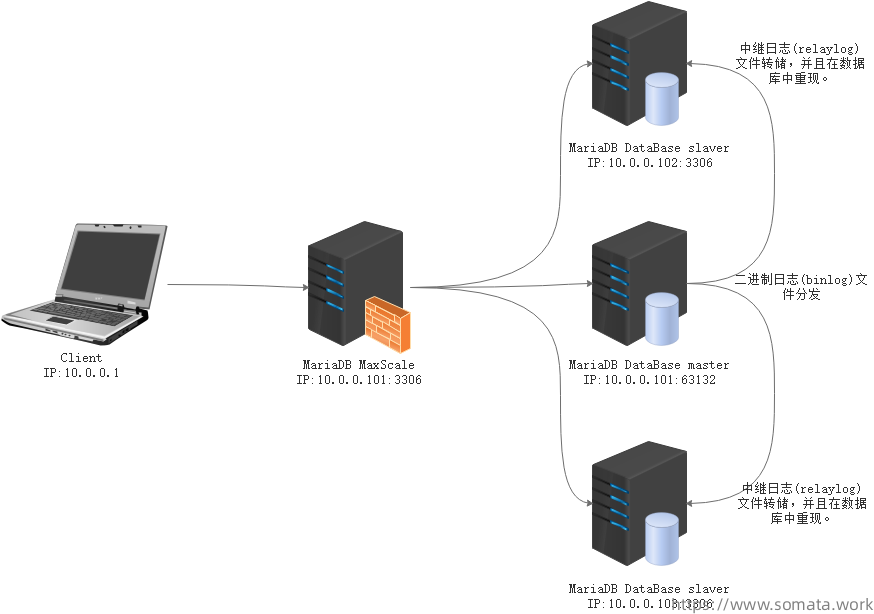 中继日志(relaylog)
文件转储，并且在数据
库中重现。
MariaDB DataBase slaver
IP:10.0.0.102:3306
二进制日志(binlog)文
件分发
Client
IP:10.0.0.1
MariaDB MaxScale
IP:10.0.0.101:3306
MariaDB DataBase master
IP:10.0.0.101:63132
中继日志(relaylog)
文件转储，并且在数据
库中重现。
MariaDB DataBase slaver
IP:10.0.0.103:3306
https://www.somata.work